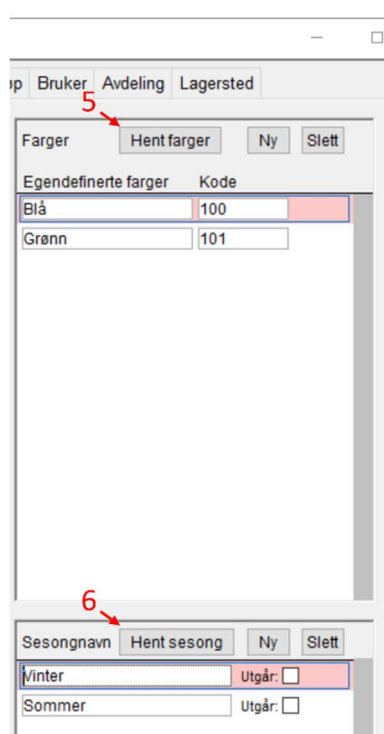 Bruker Avdeling Lagersted
5
Farger Hent farger Ny Slett
Egendefinerte farger Kode
Blå 100
Grønn 101
6
Sesongnavn Hent sesong Ny Slett
Vinter Utgår:
Sommer Utgår: